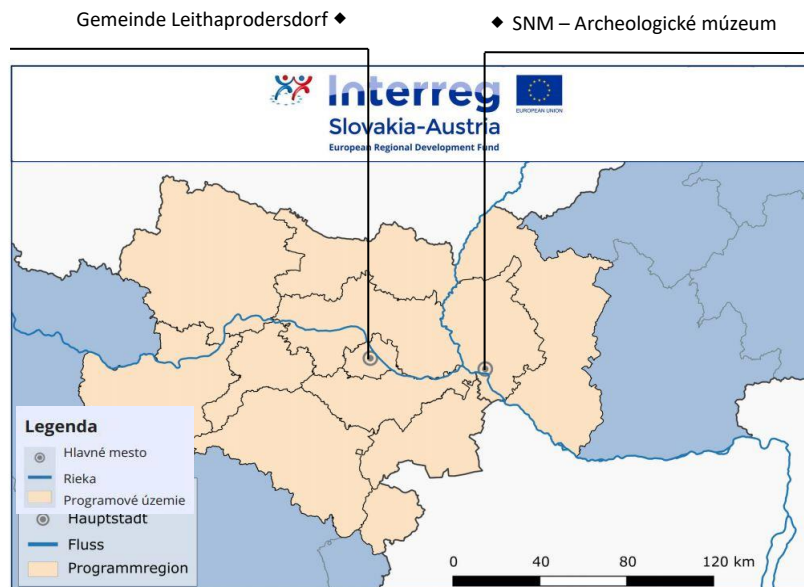 Gemeinde Leithaprodersdorf ◆
◆ SNM – Archeologické múzeum
Interreg
EUROPEAN UNION
Slovakia-Austria
European Regional Development Fund
Legenda
Hlavné mesto
Rieka
Programové územie
Hauptstadt
Fluss
Programmregion
0 40 80 120 km